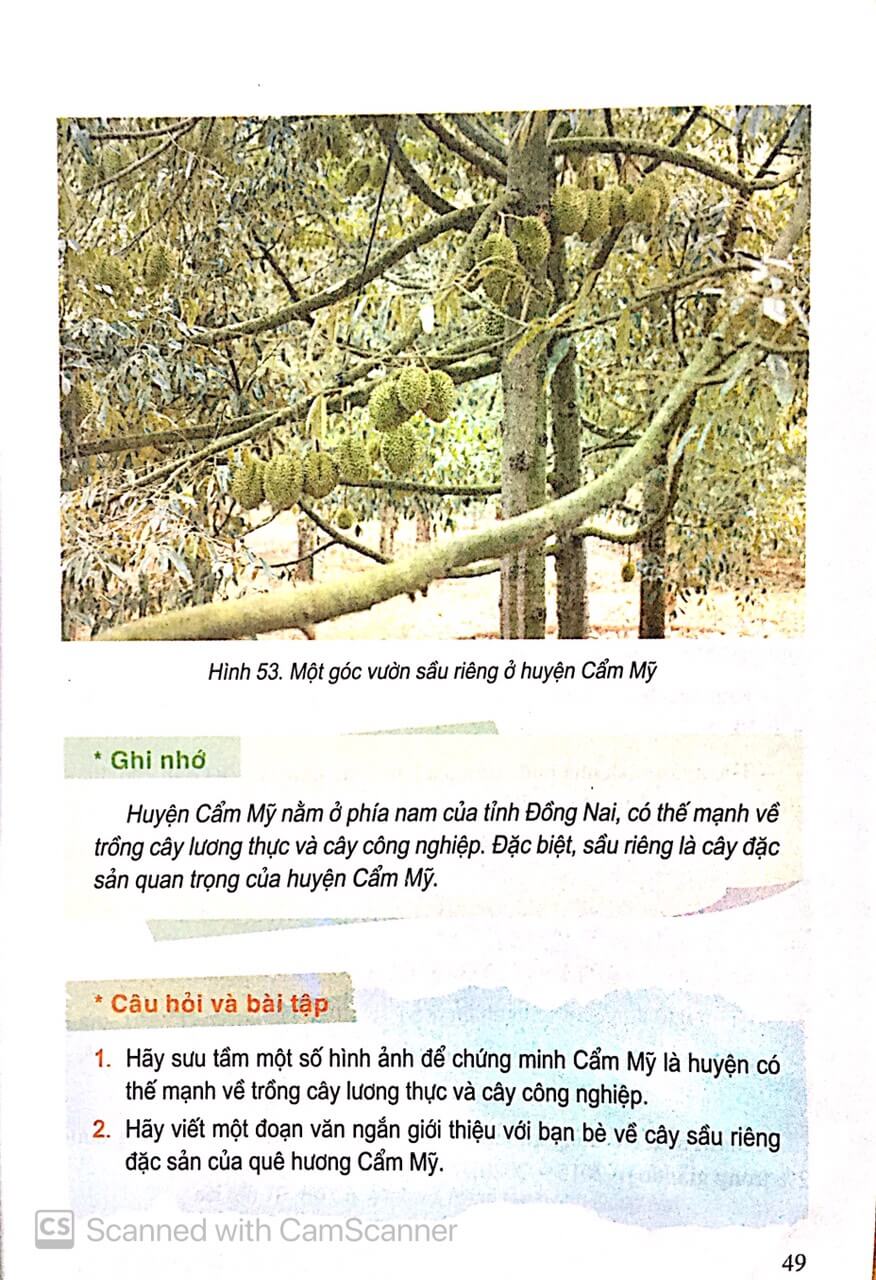 Hình 53. Một góc vườn sầu riêng ở huyện Cẩm Mỹ
* Ghi nhớ
Huyện Cẩm Mỹ nằm ở phía nam của tỉnh Đồng Nai, có thế mạnh về
trồng cây lương thực và cây công nghiệp. Đặc biệt, sầu riêng là cây đặc
sản quan trọng của huyện Cẩm Mỹ.
* Câu hỏi và bài tập
1. Hãy sưu tầm một số hình ảnh để chứng minh Cẩm Mỹ là huyện có
thế mạnh về trồng cây lương thực và cây công nghiệp.
2. Hãy viết một đoạn văn ngắn giới thiệu với bạn bè về cây sầu riêng
đặc sản của quê hương Cẩm Mỹ.
CS Scanned with CamScanner
49